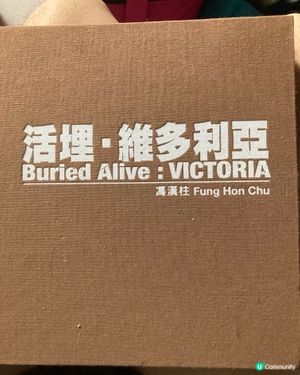 活埋·維多利亞
Buried Alive : VICTORIA
馮漢柱 Fung Hon Chu
U Community